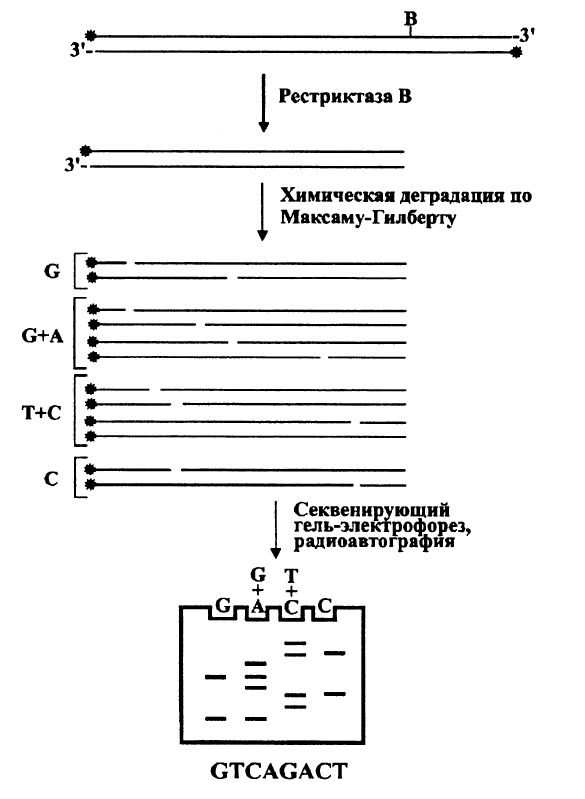 B
3'
3'-
Рестриктаза В
3'-
Химическая деградация по
Максаму-Гилберту
G
G+A
T+C
C
Секвенирующий
гель-электрофорез,
радиоавтография
G T
+ +
G A C C
GTCAGACT